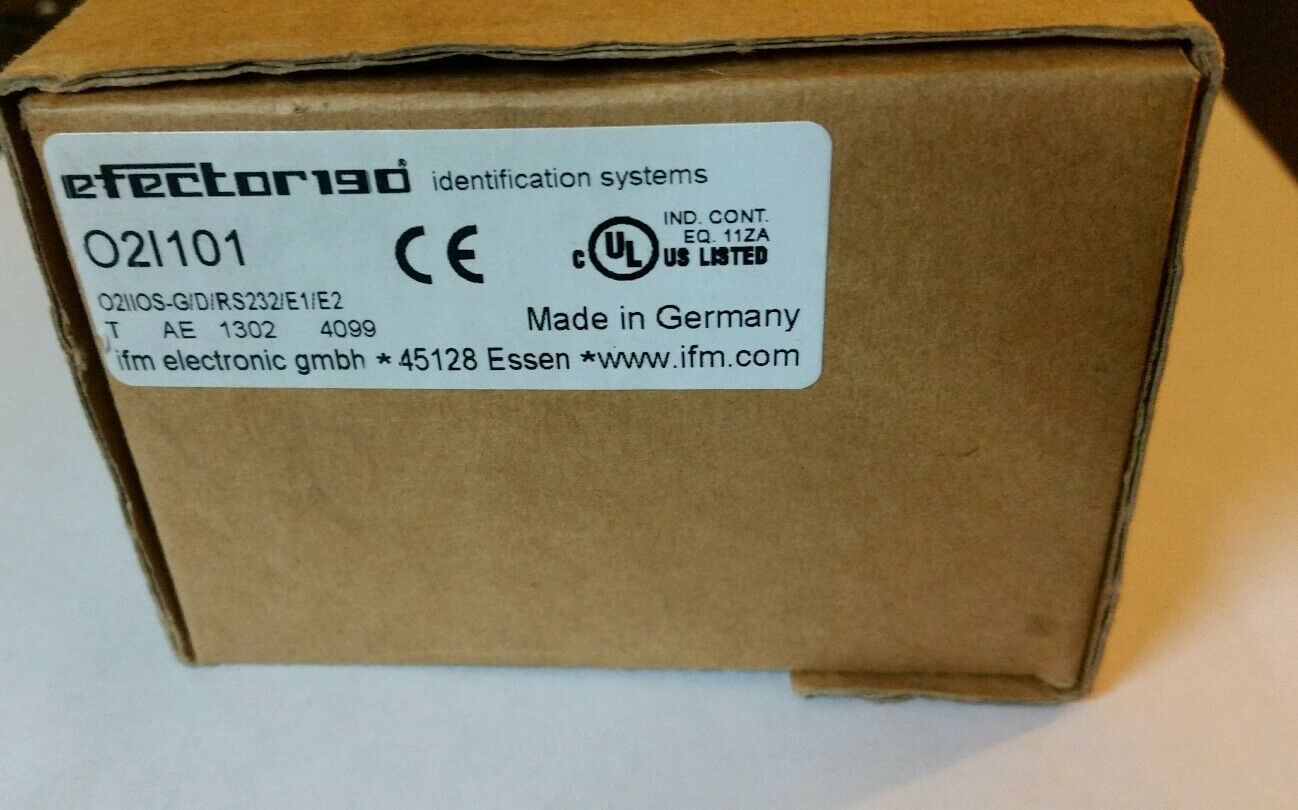 efector190® identification systems
O2I101
CE
c UL US LISTED
IND. CONT.
EQ. 11ZA
O2IIOS-G/D/RS232/E1/E2
T AE 1302 4099
Made in Germany
ifm electronic gmbh * 45128 Essen *www.ifm.com